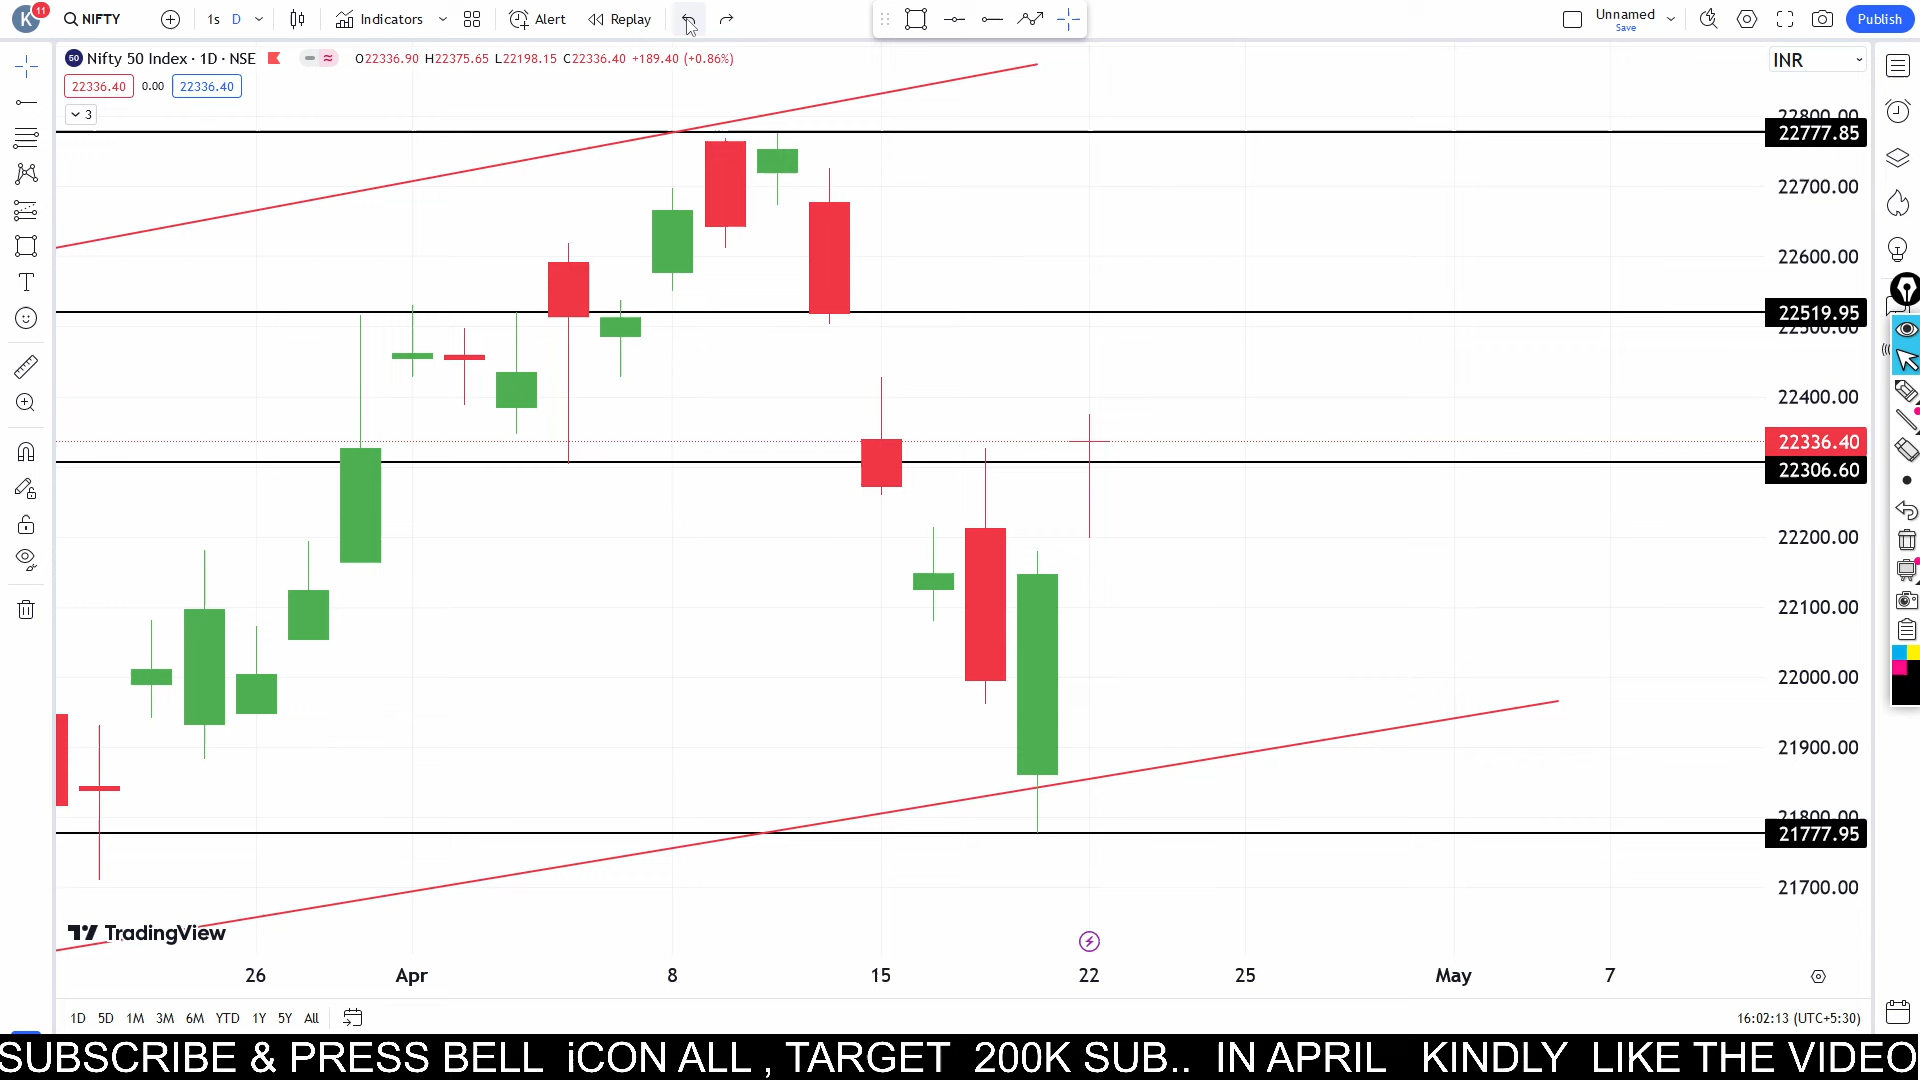 K 11 NIFTY 1s D Indicators Alert Replay Unnamed Save Publish
50 Nifty 50 Index · 1D · NSE O22336.90 H22375.65 L22198.15 C22336.40 +189.40 (+0.86%) INR
22336.40 0.00 22336.40
3
22800.00
22777.85
22700.00
22600.00
22519.95
22500.00
22400.00
22336.40
22306.60
22200.00
22100.00
22000.00
21900.00
21800.00
21777.95
21700.00
TradingView
26 Apr 8 15 22 25 May 7
1D 5D 1M 3M 6M YTD 1Y 5Y All 16:02:13 (UTC+5:30)
SUBSCRIBE & PRESS BELL iCON ALL , TARGET 200K SUB.. IN APRIL KINDLY LIKE THE VIDEO